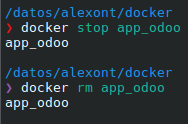 /datos/alexont/docker
❯ docker stop app_odoo
app_odoo
/datos/alexont/docker
❯ docker rm app_odoo
app_odoo